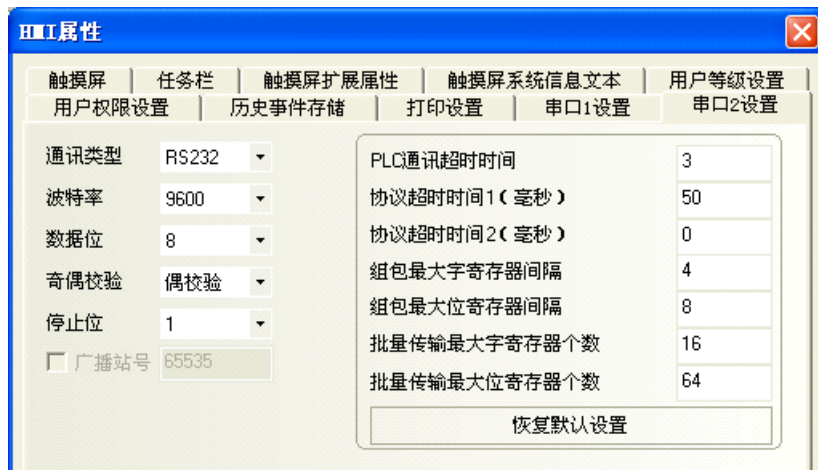 HMI属性
触摸屏 任务栏 触摸屏扩展属性 触摸屏系统信息文本 用户等级设置
用户权限设置 历史事件存储 打印设置 串口1设置 串口2设置
通讯类型 RS232
波特率 9600
数据位 8
奇偶校验 偶校验
停止位 1
广播站号 65535
PLC通讯超时时间 3
协议超时时间1(毫秒) 50
协议超时时间2(毫秒) 0
组包最大字寄存器间隔 4
组包最大位寄存器间隔 8
批量传输最大字寄存器个数 16
批量传输最大位寄存器个数 64
恢复默认设置